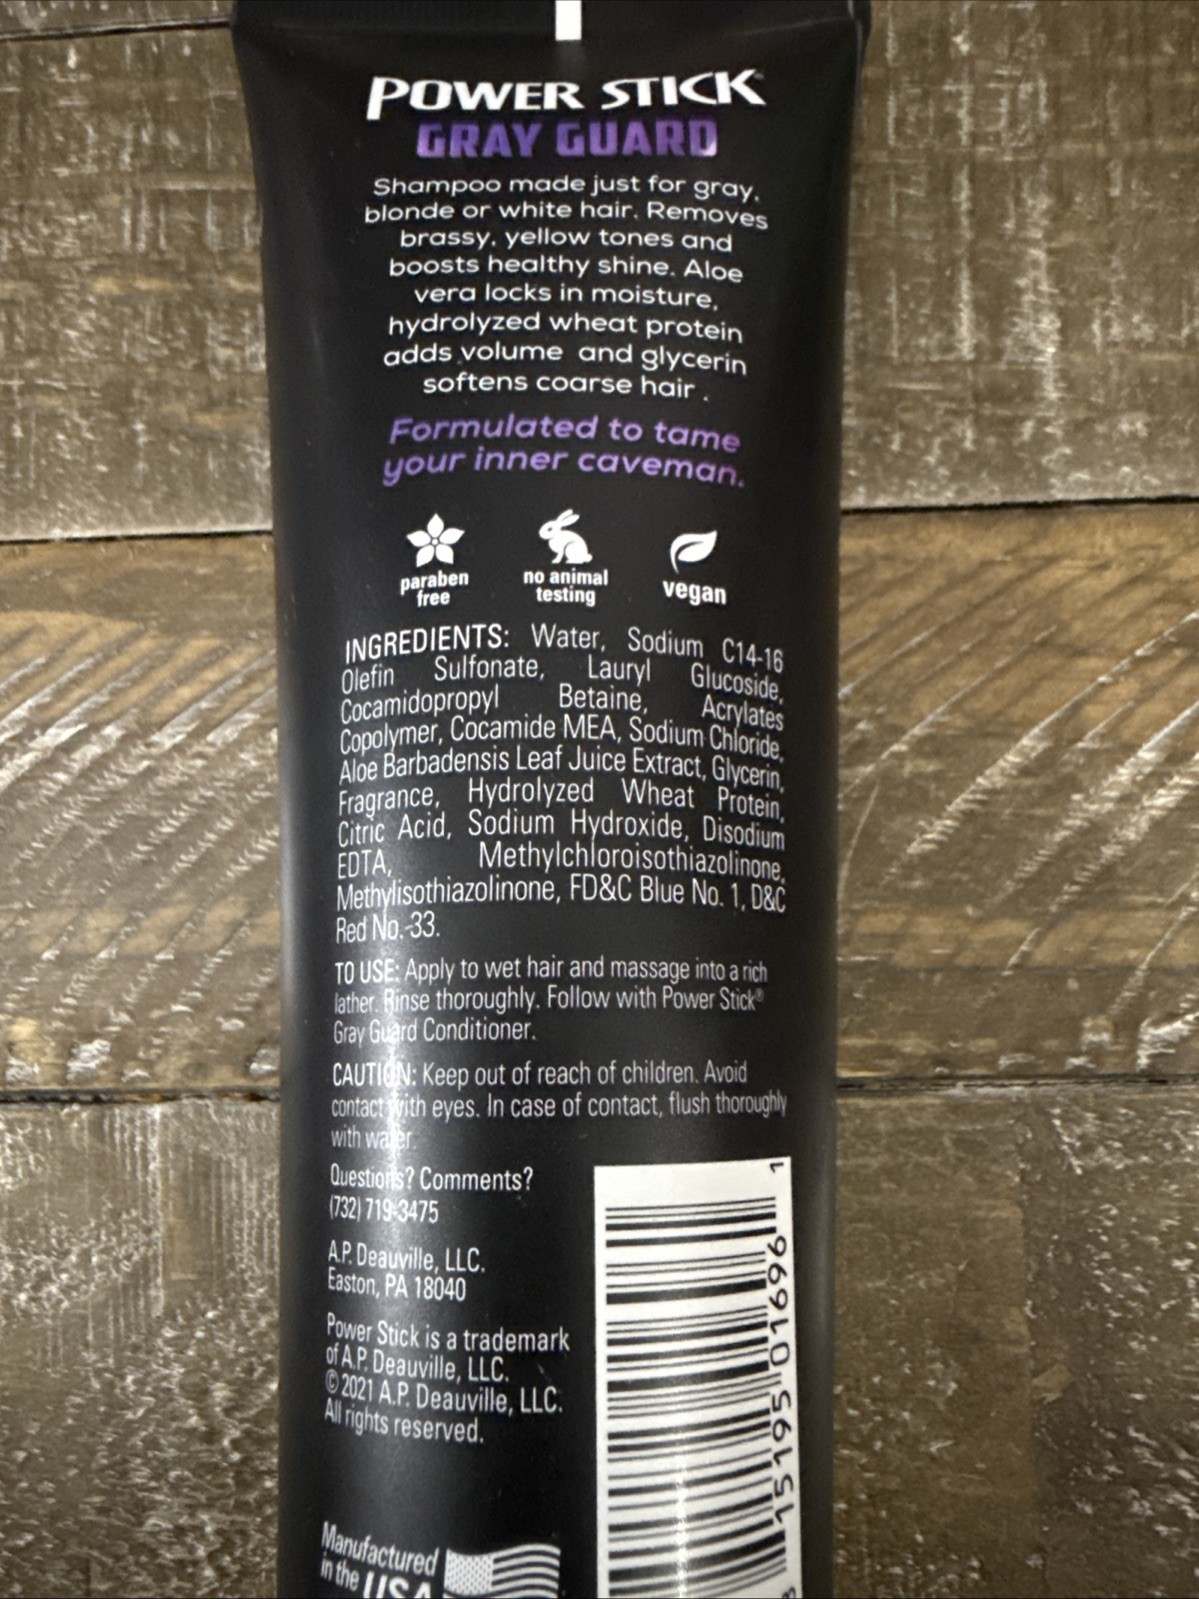 POWER STICK
GRAY GUARD
Shampoo made just for gray,
blonde or white hair. Removes
brassy, yellow tones and
boosts healthy shine. Aloe
vera locks in moisture,
hydrolyzed wheat protein
adds volume and glycerin
softens coarse hair .
Formulated to tame
your inner caveman.
paraben
free
no animal
testing
vegan
INGREDIENTS: Water, Sodium C14-16
Olefin Sulfonate, Lauryl Glucoside,
Cocamidopropyl Betaine, Acrylates
Copolymer, Cocamide MEA, Sodium Chloride,
Aloe Barbadensis Leaf Juice Extract, Glycerin,
Fragrance, Hydrolyzed Wheat Protein,
Citric Acid, Sodium Hydroxide, Disodium
EDTA, Methylchloroisothiazolinone,
Methylisothiazolinone, FD&C Blue No. 1, D&C
Red No.-33.
TO USE: Apply to wet hair and massage into a rich
lather. Rinse thoroughly. Follow with Power Stick®
Gray Guard Conditioner.
CAUTION: Keep out of reach of children. Avoid
contact with eyes. In case of contact, flush thoroughly
with water.
Questions? Comments?
(732) 719-3475
A.P. Deauville, LLC.
Easton, PA 18040
Power Stick is a trademark
of A.P. Deauville, LLC.
© 2021 A.P. Deauville, LLC.
All rights reserved.
Manufactured
in the USA
8 15195 01696 1